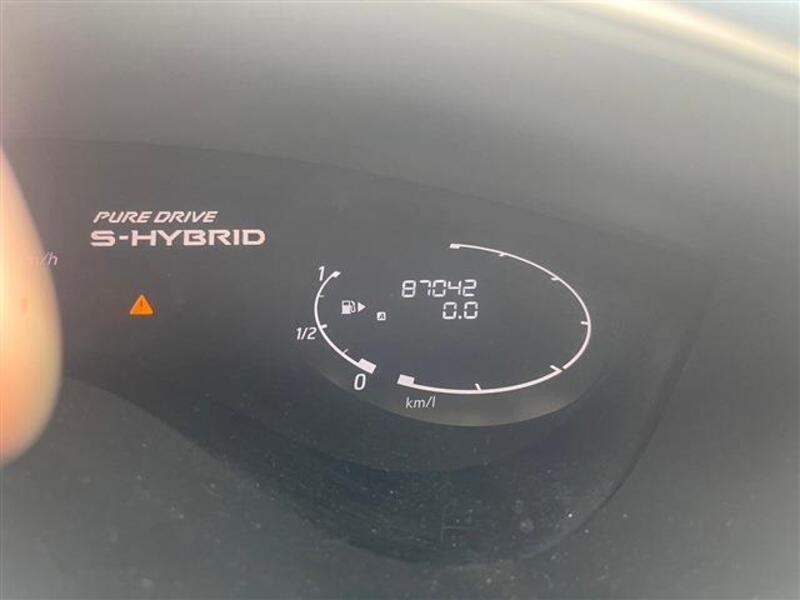 PURE DRIVE
S-HYBRID
m/h
1
87042
A
0.0
1/2
0
km/l